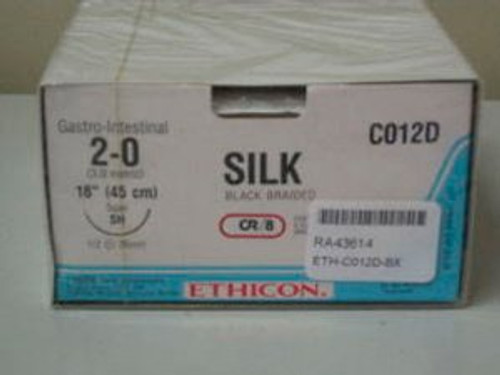 Gastro-Intestinal
2-0
18" (45 cm)
SH
C012D
SILK
BLACK BRAIDED
CR/8
RA43614
ETH-C012D-BX
ETHICON.